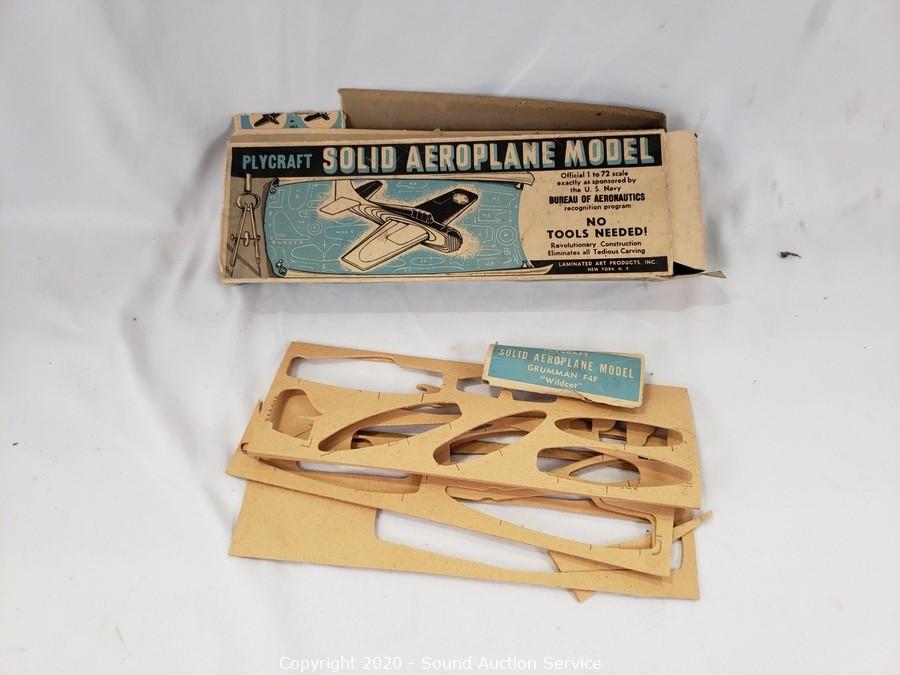 PLYCRAFT SOLID AEROPLANE MODEL
Official 1 to 72 scale
exactly as sponsored by
the U. S. Navy
BUREAU OF AERONAUTICS
recognition program
NO
TOOLS NEEDED!
Revolutionary Construction
Eliminates all Tedious Carving
LAMINATED ART PRODUCTS, INC.
NEW YORK, N. Y.
PLYCRAFT
SOLID AEROPLANE MODEL
GRUMMAN F4F
"Wildcat"
Copyright 2020 - Sound Auction Service